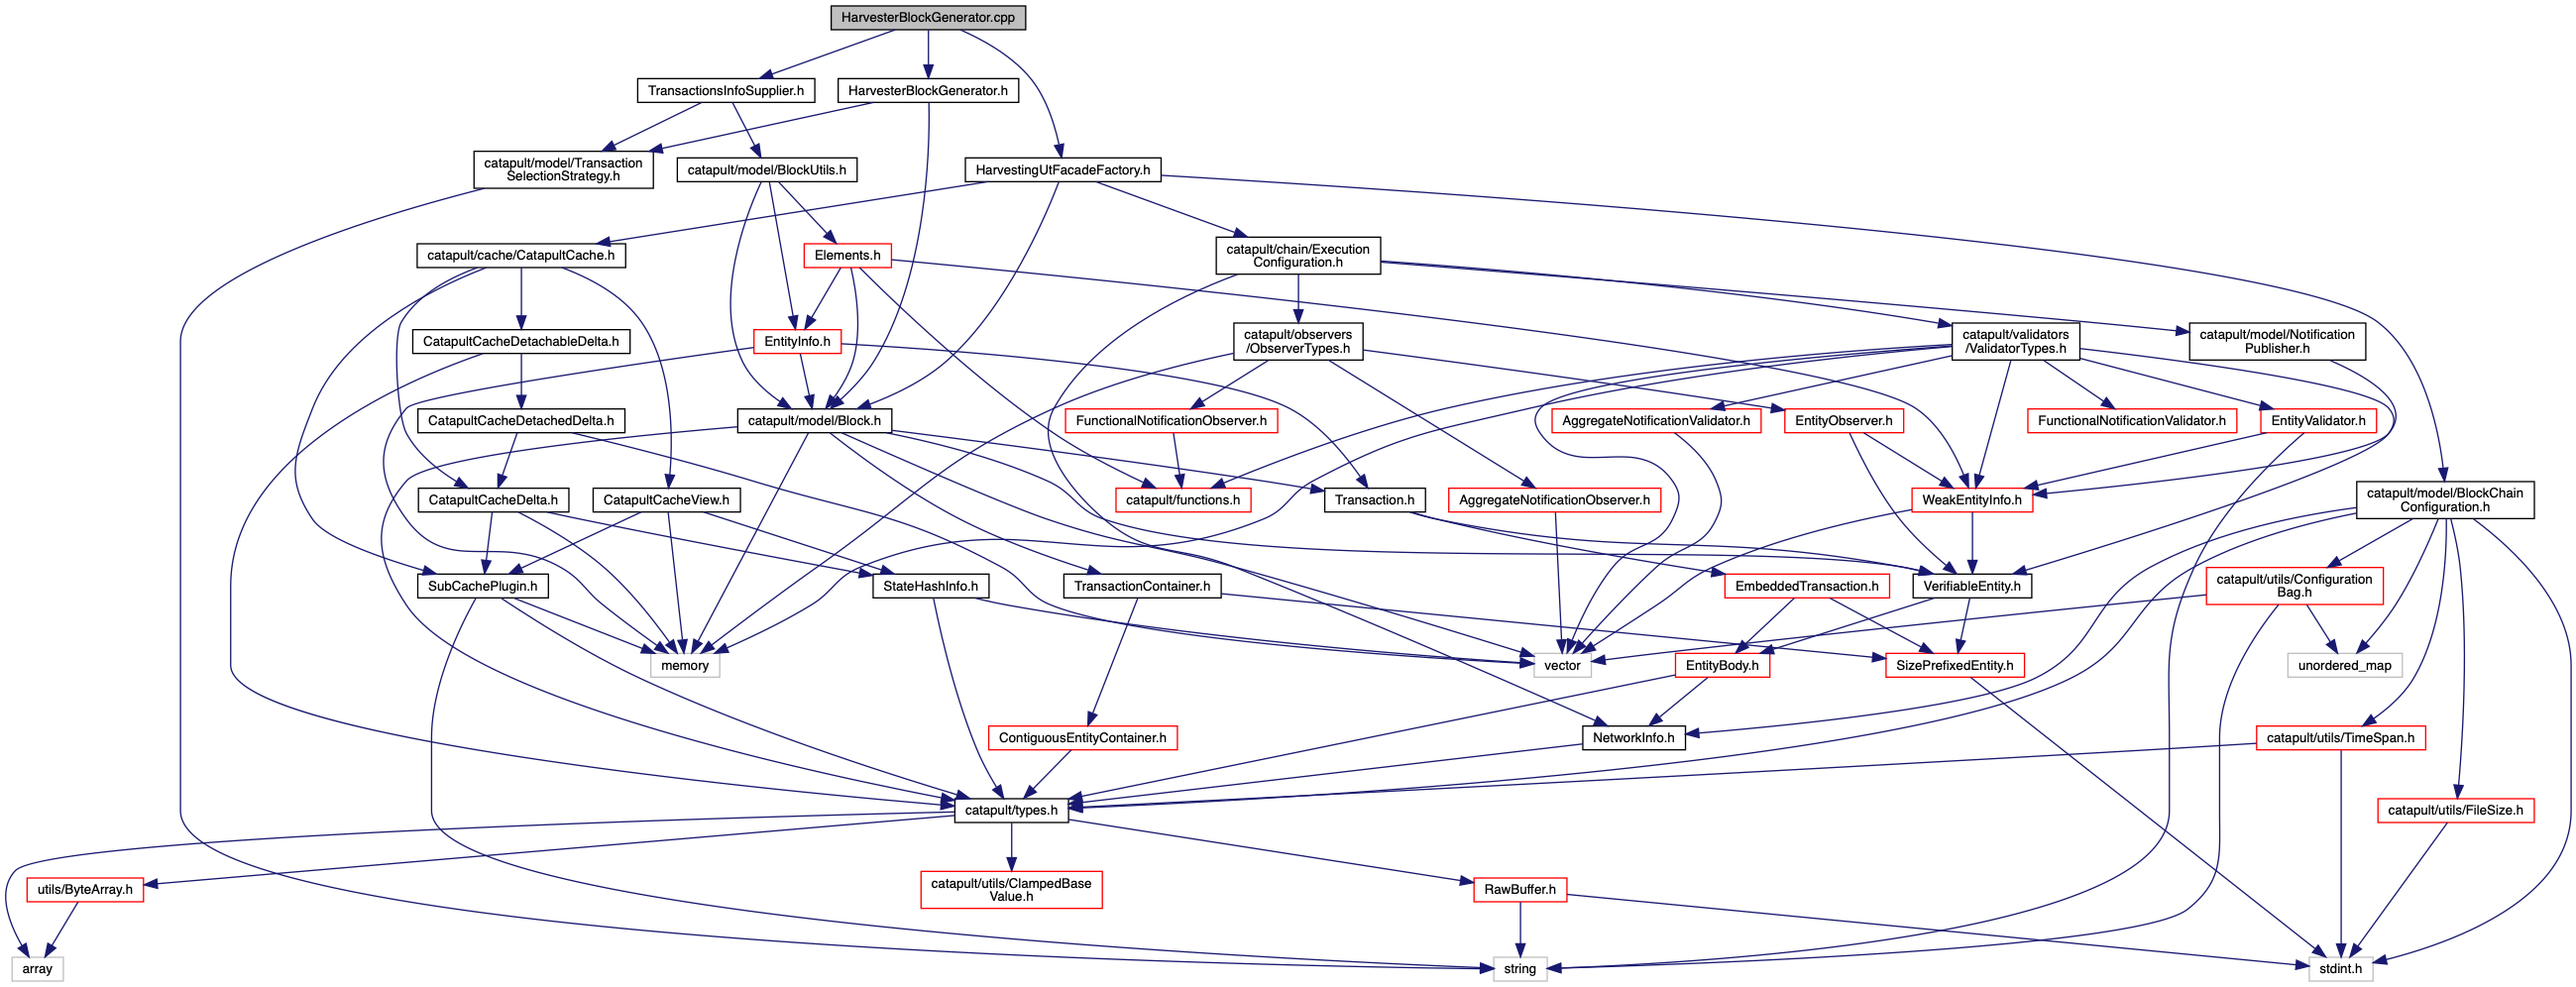 HarvesterBlockGenerator.cpp
TransactionsInfoSupplier.h
HarvesterBlockGenerator.h
catapult/model/Transaction
SelectionStrategy.h
catapult/model/BlockUtils.h
HarvestingUtFacadeFactory.h
catapult/cache/CatapultCache.h
Elements.h
catapult/chain/Execution
Configuration.h
CatapultCacheDetachableDelta.h
EntityInfo.h
catapult/observers
/ObserverTypes.h
catapult/validators
/ValidatorTypes.h
catapult/model/Notification
Publisher.h
CatapultCacheDetachedDelta.h
catapult/model/Block.h
FunctionalNotificationObserver.h
AggregateNotificationValidator.h
EntityObserver.h
FunctionalNotificationValidator.h
EntityValidator.h
CatapultCacheDelta.h
CatapultCacheView.h
catapult/functions.h
Transaction.h
AggregateNotificationObserver.h
WeakEntityInfo.h
catapult/model/BlockChain
Configuration.h
SubCachePlugin.h
StateHashInfo.h
TransactionContainer.h
EmbeddedTransaction.h
VerifiableEntity.h
catapult/utils/Configuration
Bag.h
memory
vector
EntityBody.h
SizePrefixedEntity.h
unordered_map
ContiguousEntityContainer.h
NetworkInfo.h
catapult/utils/TimeSpan.h
catapult/types.h
catapult/utils/FileSize.h
utils/ByteArray.h
catapult/utils/ClampedBase
Value.h
RawBuffer.h
array
string
stdint.h